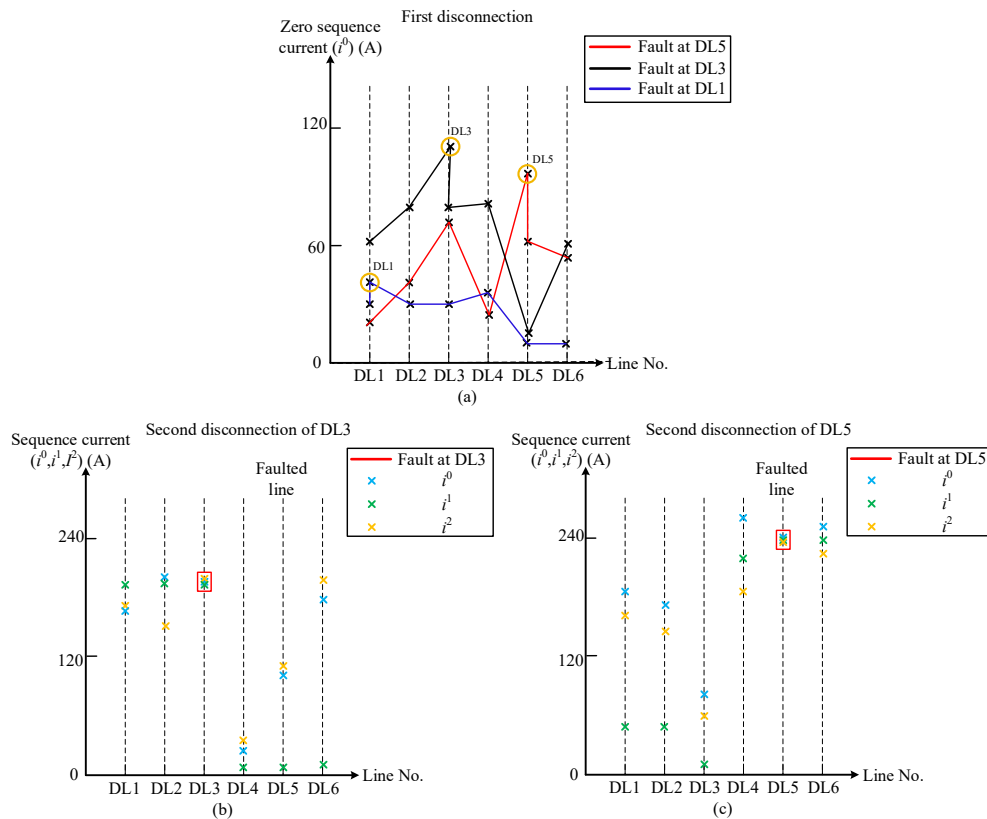 First disconnection
Zero sequence
current (i⁰) (A)
Fault at DL5
Fault at DL3
Fault at DL1
120
60
0
DL3
DL5
DL1
DL1 DL2 DL3 DL4 DL5 DL6
Line No.
(a)
Second disconnection of DL3
Sequence current
(i⁰,i¹,I²) (A)
Faulted
line
Fault at DL3
i⁰
i¹
i²
240
120
0
DL1 DL2 DL3 DL4 DL5 DL6
Line No.
(b)
Second disconnection of DL5
Sequence current
(i⁰,i¹,i²) (A)
Faulted
line
Fault at DL5
i⁰
i¹
i²
240
120
0
DL1 DL2 DL3 DL4 DL5 DL6
Line No.
(c)